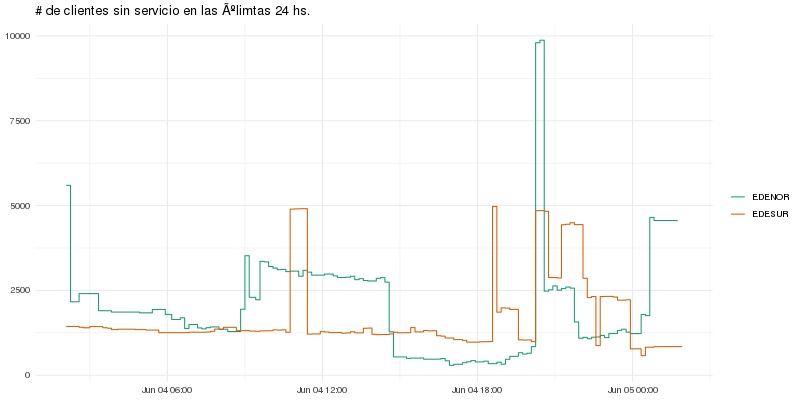 # de clientes sin servicio en las Ãºlimtas 24 hs.
10000
7500
5000
2500
0
Jun 04 06:00
Jun 04 12:00
Jun 04 18:00
Jun 05 00:00
EDENOR
EDESUR